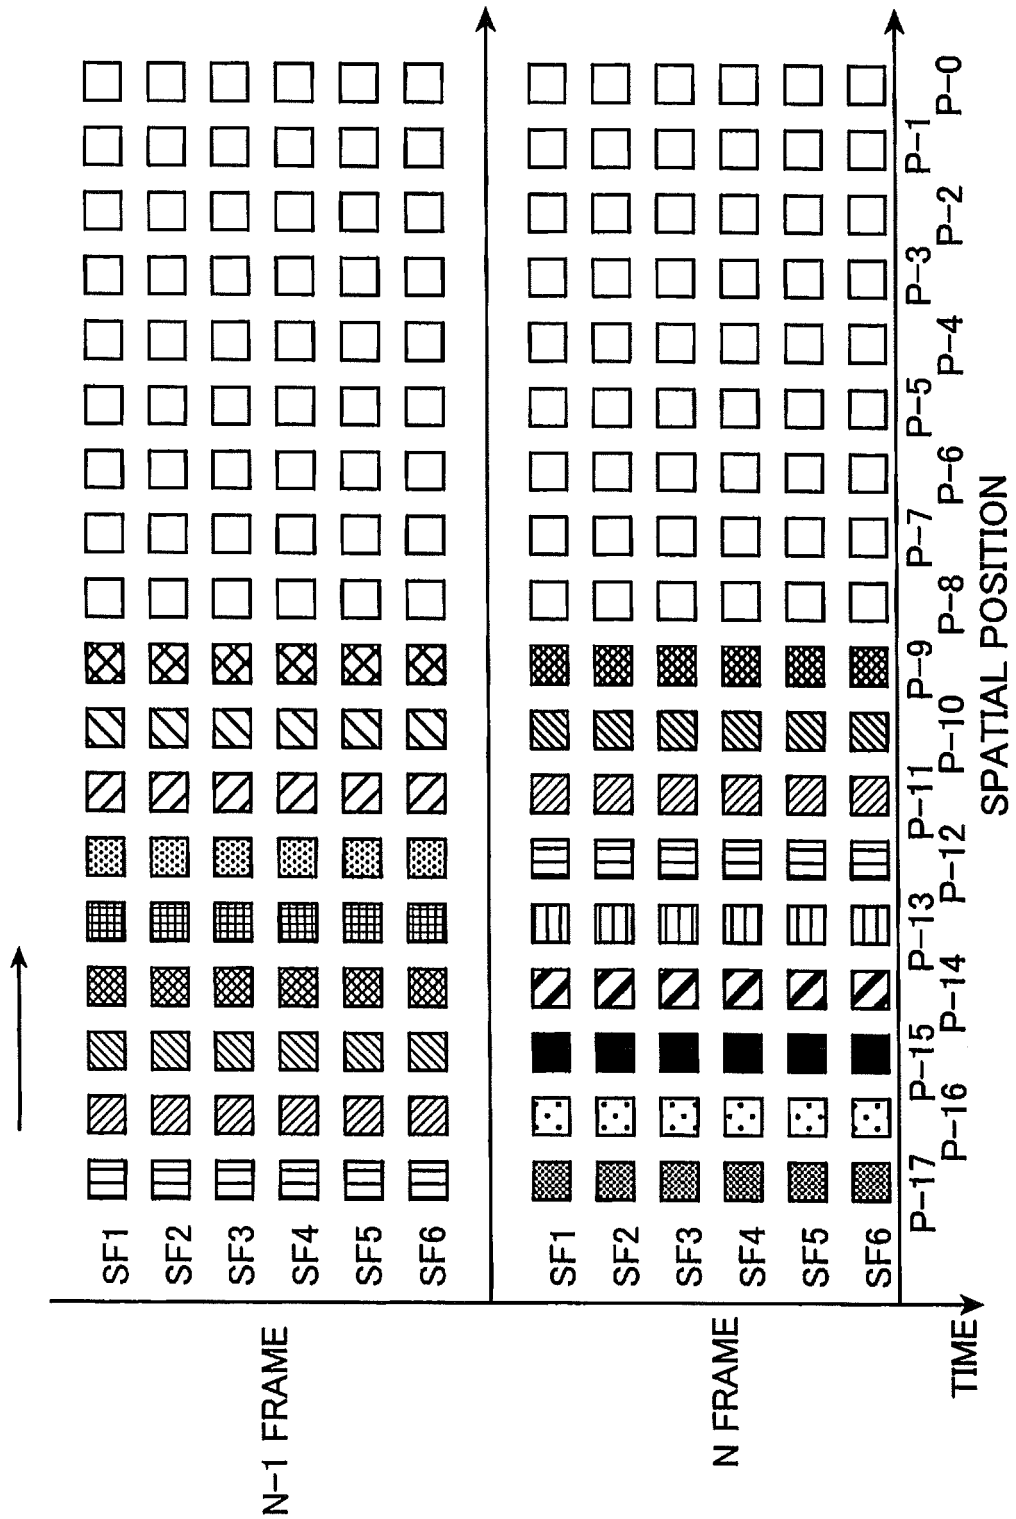 N-1 FRAME
SF1
SF2
SF3
SF4
SF5
SF6
N FRAME
SF1
SF2
SF3
SF4
SF5
SF6
TIME
P-17
P-16
P-15
P-14
P-13
P-12
P-11
P-10
P-9
P-8
P-7
P-6
P-5
P-4
P-3
P-2
P-1
P-0
SPATIAL POSITION